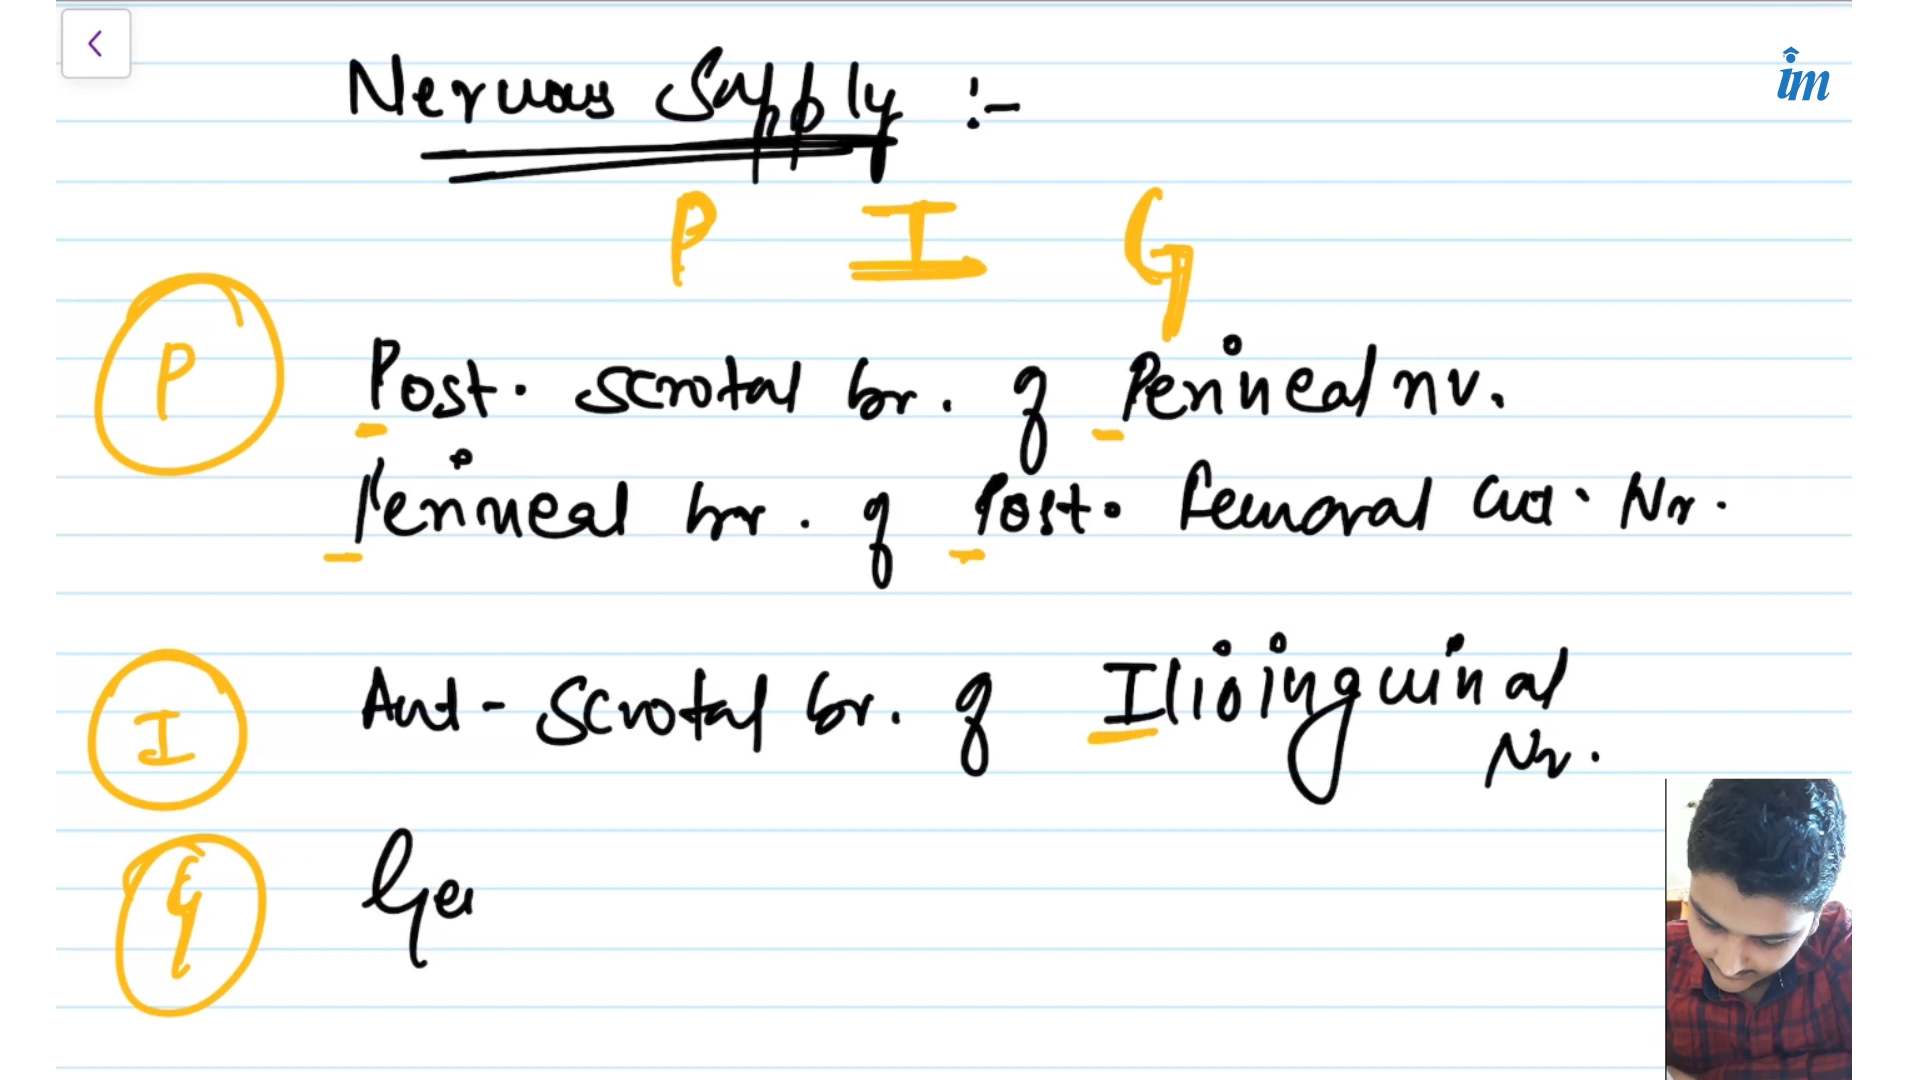 im
Nervous Supply :-
P I G
P Post. scrotal br. of Perineal nv.
Perineal br. of Post. femoral cut. Nr.
I Ant - Scrotal br. of Ilioinguinal
Nr.
G Gen